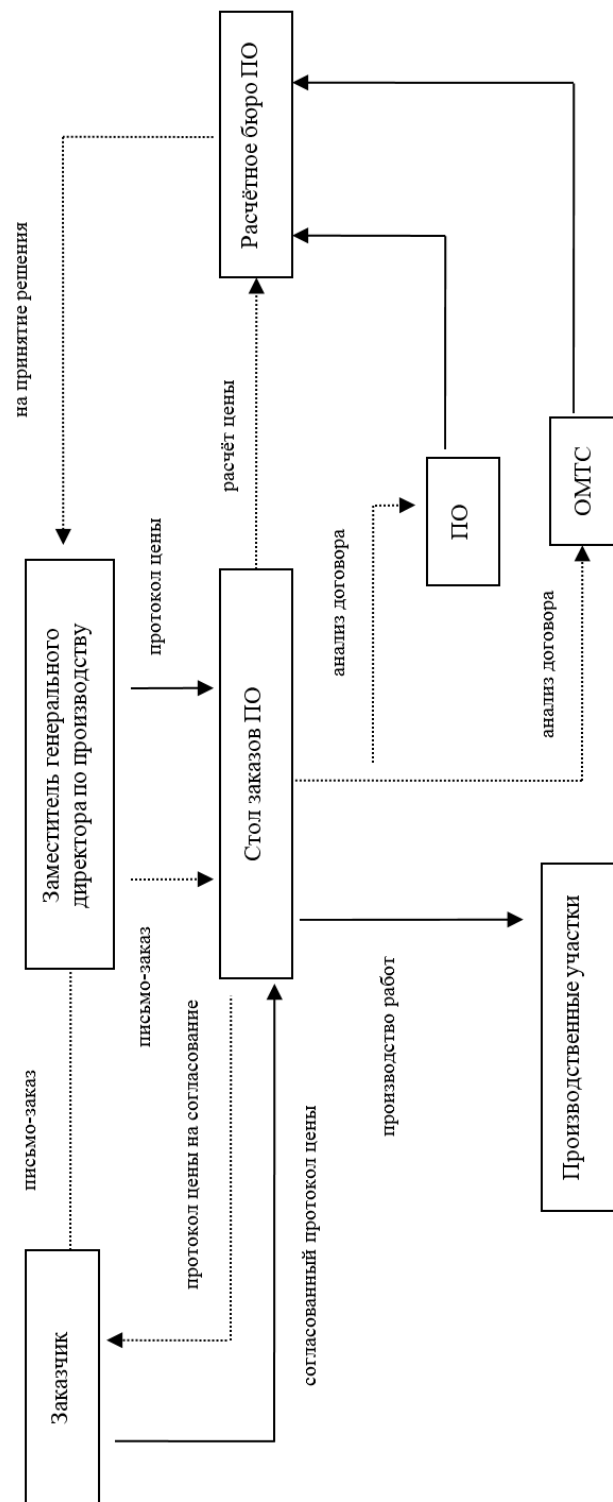 Заказчик
письмо-заказ
Заместитель генерального
директора по производству
на принятие решения
письмо-заказ
протокол цены
протокол цены на согласование
согласованный протокол цены
Стол заказов ПО
расчёт цены
Расчётное бюро ПО
производство работ
анализ договора
ПО
Производственные участки
анализ договора
ОМТС